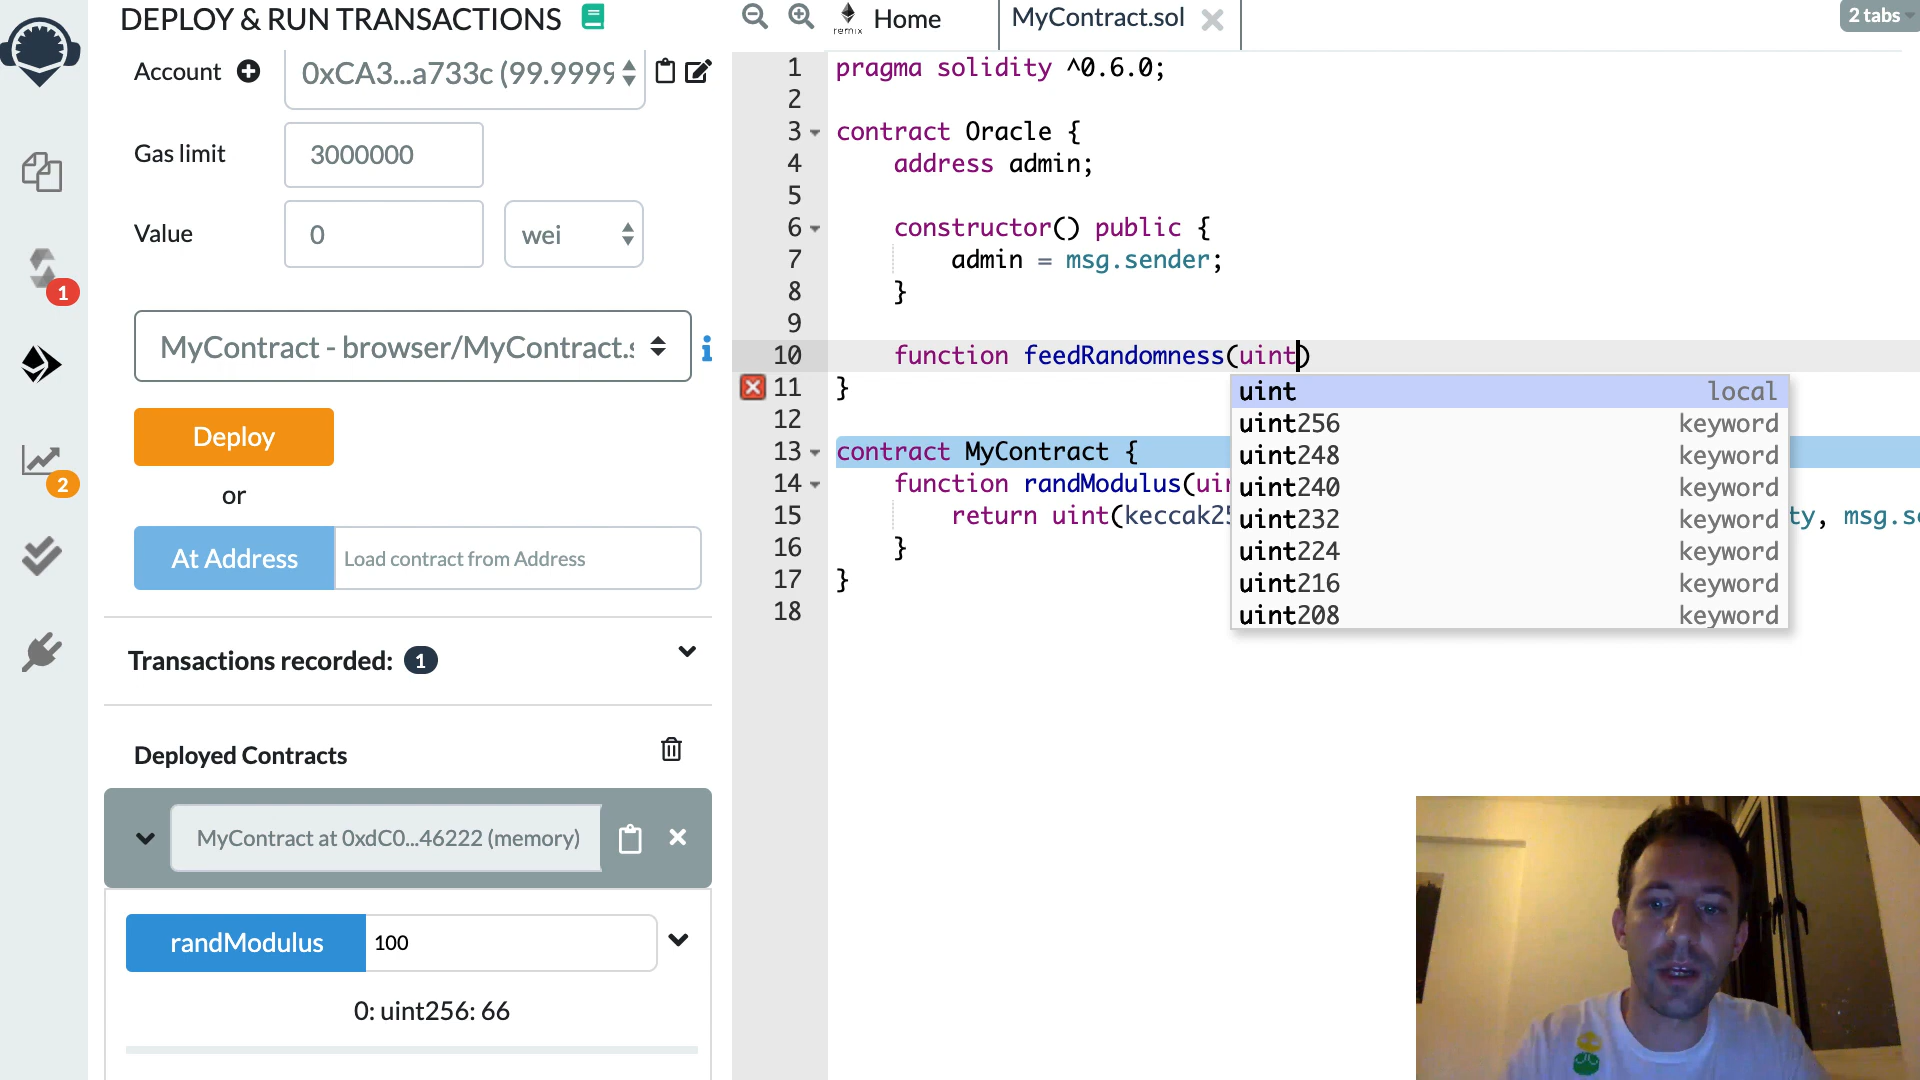 DEPLOY & RUN TRANSACTIONS
Account
0xCA3...a733c (99.9999
Gas limit
3000000
Value
0
wei
MyContract - browser/MyContract.s
i
Deploy
or
At Address
Load contract from Address
Transactions recorded: 1
Deployed Contracts
MyContract at 0xdC0...46222 (memory)
randModulus
100
0: uint256: 66
1
2
remix
Home
MyContract.sol
2 tabs
1 pragma solidity ^0.6.0;
2
3 contract Oracle {
4 address admin;
5
6 constructor() public {
7 admin = msg.sender;
8 }
9
10 function feedRandomness(uint)
11 }
12
13 contract MyContract {
14 function randModulus(uin
15 return uint(keccak25 ty, msg.se
16 }
17 }
18
uint local
uint256 keyword
uint248 keyword
uint240 keyword
uint232 keyword
uint224 keyword
uint216 keyword
uint208 keyword